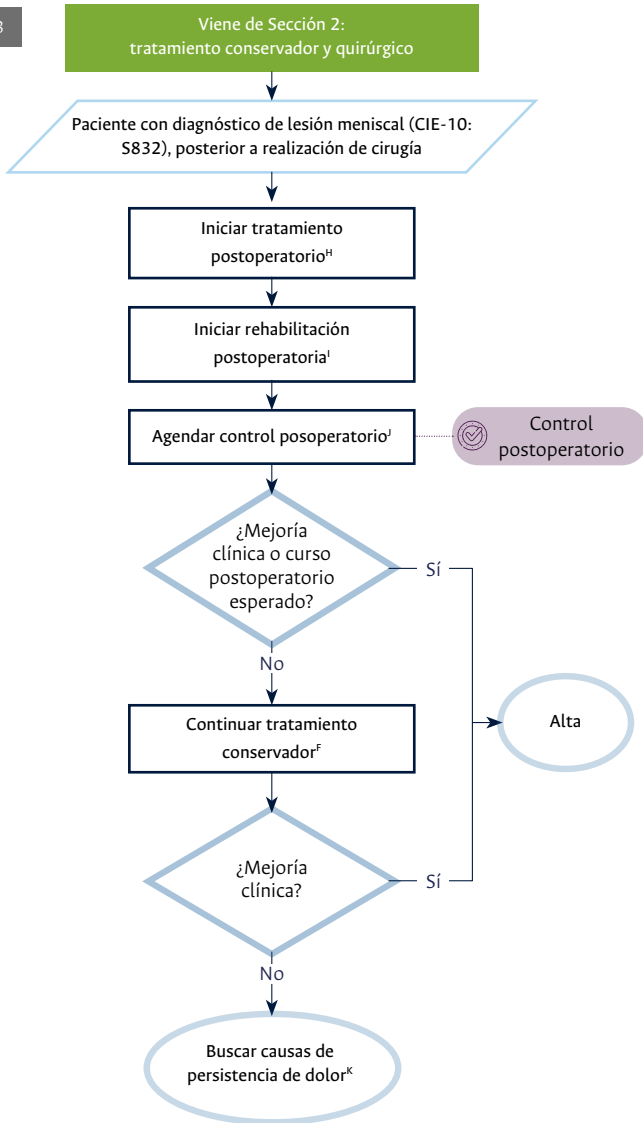 3
Viene de Sección 2:
tratamiento conservador y quirúrgico
Paciente con diagnóstico de lesión meniscal (CIE-10:
S832), posterior a realización de cirugía
Iniciar tratamiento
postoperatorioᴴ
Iniciar rehabilitación
postoperatoriaᴵ
Agendar control posoperatorioᴶ
Control
postoperatorio
¿Mejoría
clínica o curso
postoperatorio
esperado?
Sí
No
Continuar tratamiento
conservadorF
Alta
¿Mejoría
clínica?
Sí
No
Buscar causas de
persistencia de dolorᴷ